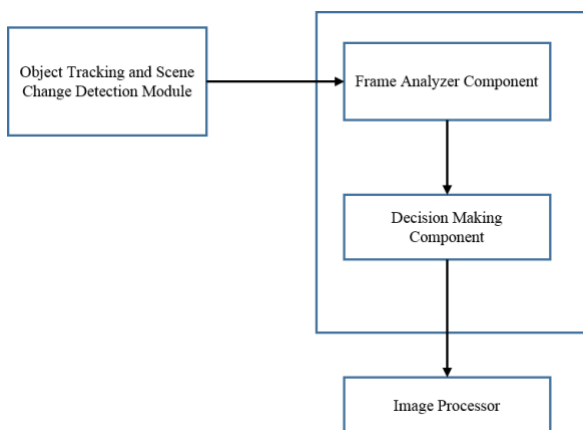 Object Tracking and Scene
Change Detection Module
Frame Analyzer Component
Decision Making
Component
Image Processor